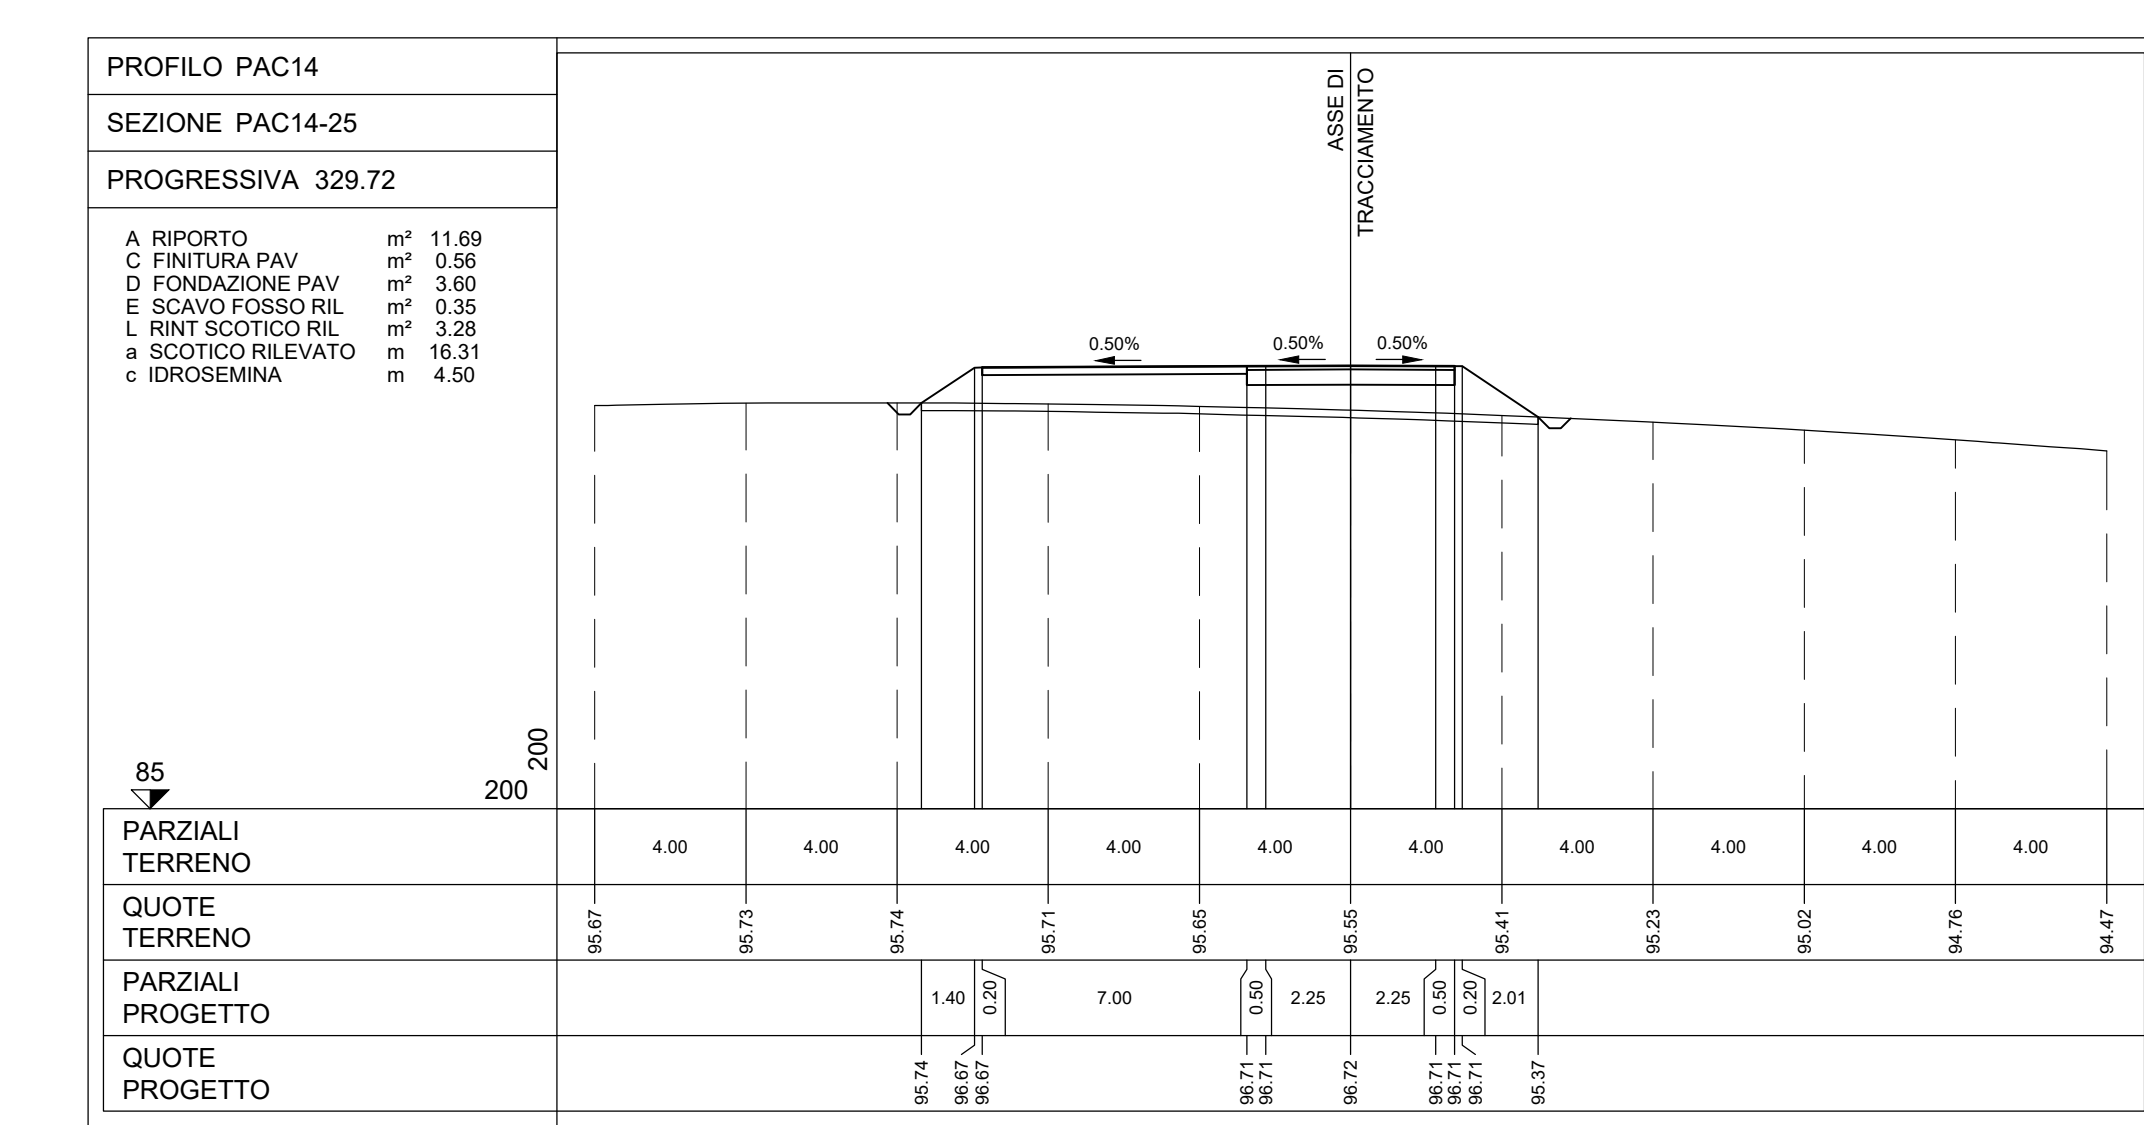 PROFILO PAC14
SEZIONE PAC14-25
PROGRESSIVA 329.72
A RIPORTO m² 11.69
C FINITURA PAV m² 0.56
D FONDAZIONE PAV m² 3.60
E SCAVO FOSSO RIL m² 0.35
L RINT SCOTICO RIL m² 3.28
a SCOTICO RILEVATO m 16.31
c IDROSEMINA m 4.50
ASSE DI
TRACCIAMENTO
0.50% 0.50% 0.50%
85
200
200
PARZIALI
TERRENO
4.00 4.00 4.00 4.00 4.00 4.00 4.00 4.00 4.00 4.00
QUOTE
TERRENO
95.67 95.73 95.74 95.71 95.65 95.55 95.41 95.23 95.02 94.76 94.47
PARZIALI
PROGETTO
1.40 0.20 7.00 0.50 2.25 2.25 0.50 0.20 2.01
QUOTE
PROGETTO
95.74 96.67 96.67 96.71 96.71 96.72 96.71 96.71 96.71 95.37